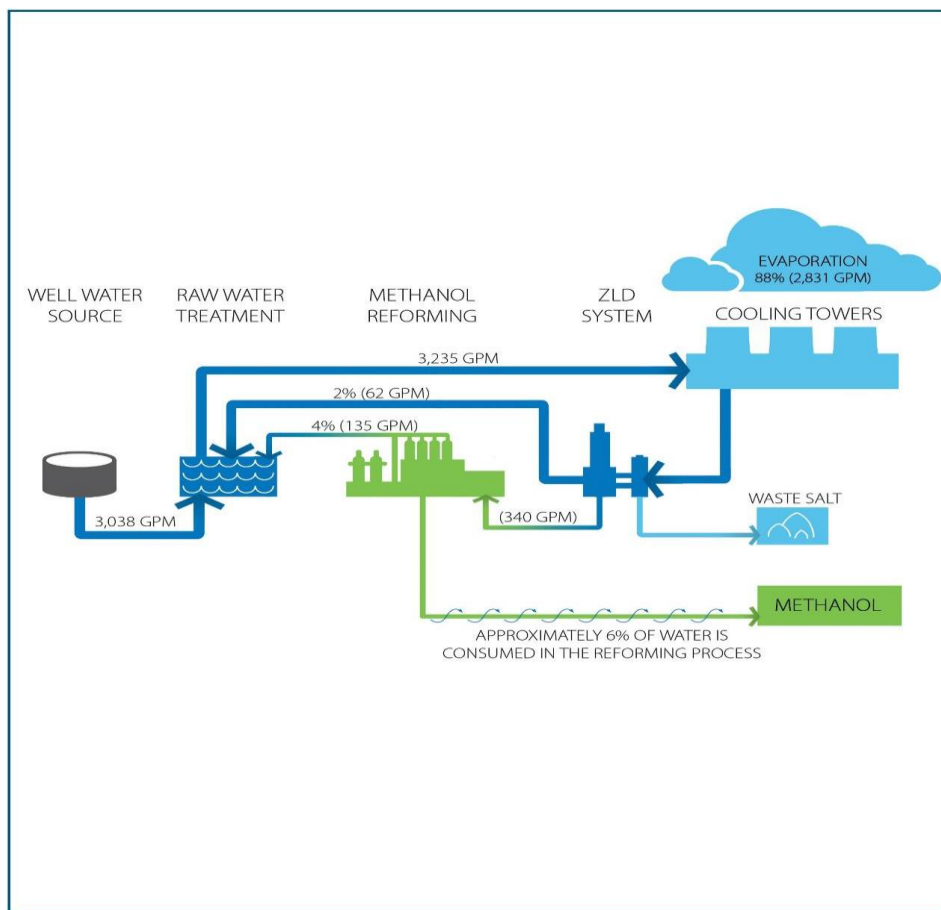 EVAPORATION
88% (2,831 GPM)
WELL WATER
SOURCE
RAW WATER
TREATMENT
METHANOL
REFORMING
ZLD
SYSTEM
COOLING TOWERS
3,235 GPM
2% (62 GPM)
4% (135 GPM)
3,038 GPM
(340 GPM)
WASTE SALT
METHANOL
APPROXIMATELY 6% OF WATER IS
CONSUMED IN THE REFORMING PROCESS